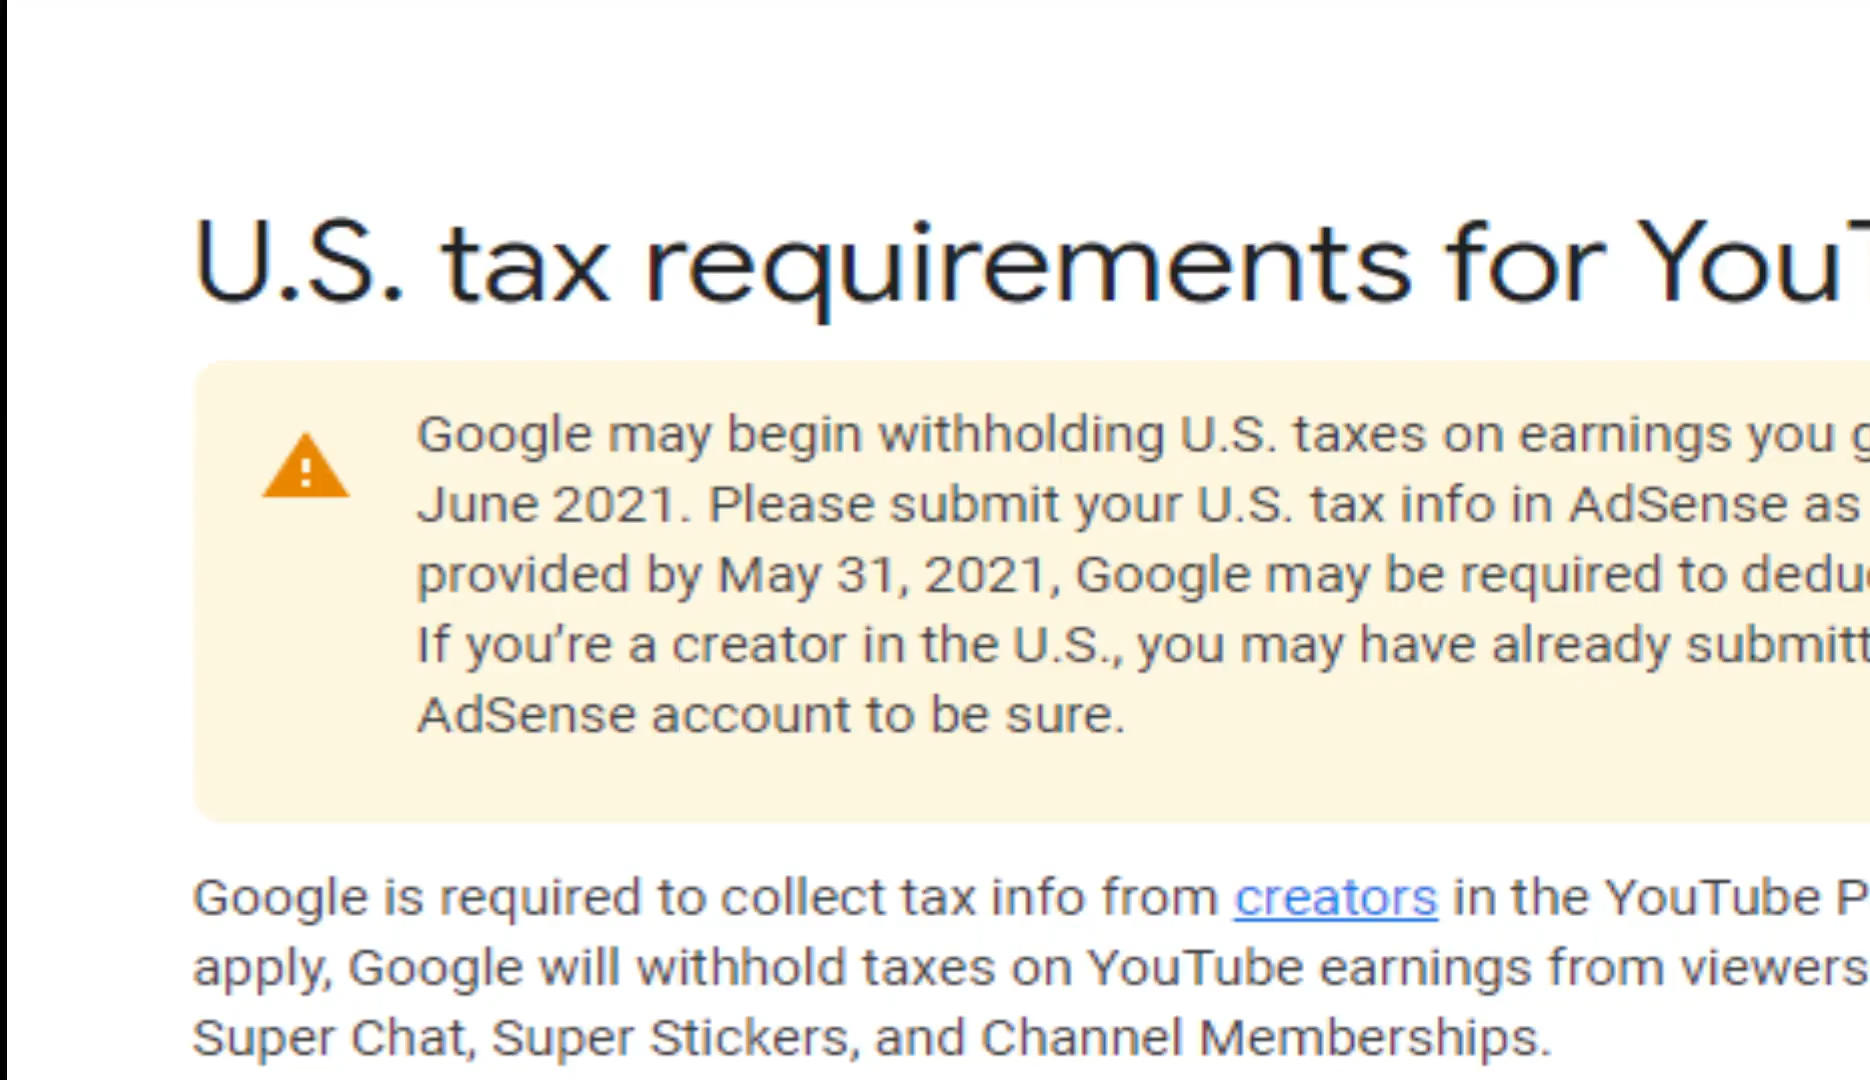 U.S. tax requirements for YouT
Google may begin withholding U.S. taxes on earnings you g
June 2021. Please submit your U.S. tax info in AdSense as
provided by May 31, 2021, Google may be required to deduc
If you’re a creator in the U.S., you may have already submitt
AdSense account to be sure.
Google is required to collect tax info from creators in the YouTube P
apply, Google will withhold taxes on YouTube earnings from viewers
Super Chat, Super Stickers, and Channel Memberships.